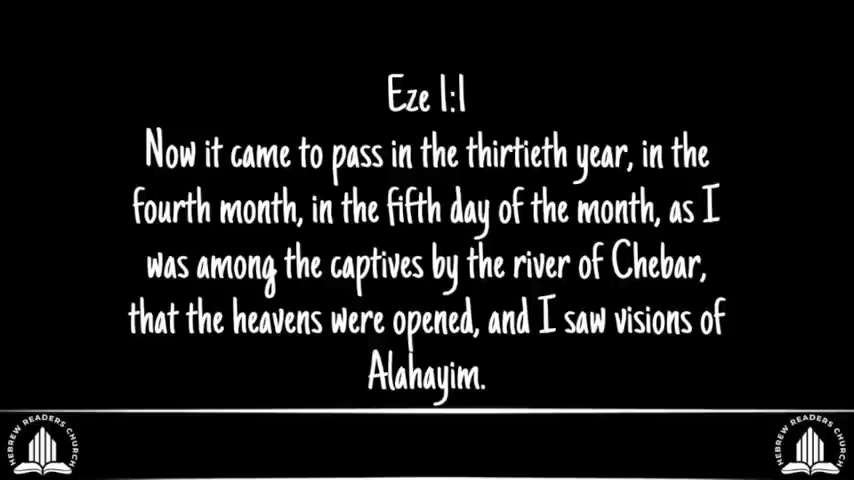 Eze 1:1
Now it came to pass in the thirtieth year, in the
fourth month, in the fifth day of the month, as I
was among the captives by the river of Chebar,
that the heavens were opened, and I saw visions of
Alahayim.
HEBREW READERS CHURCH
HEBREW READERS CHURCH